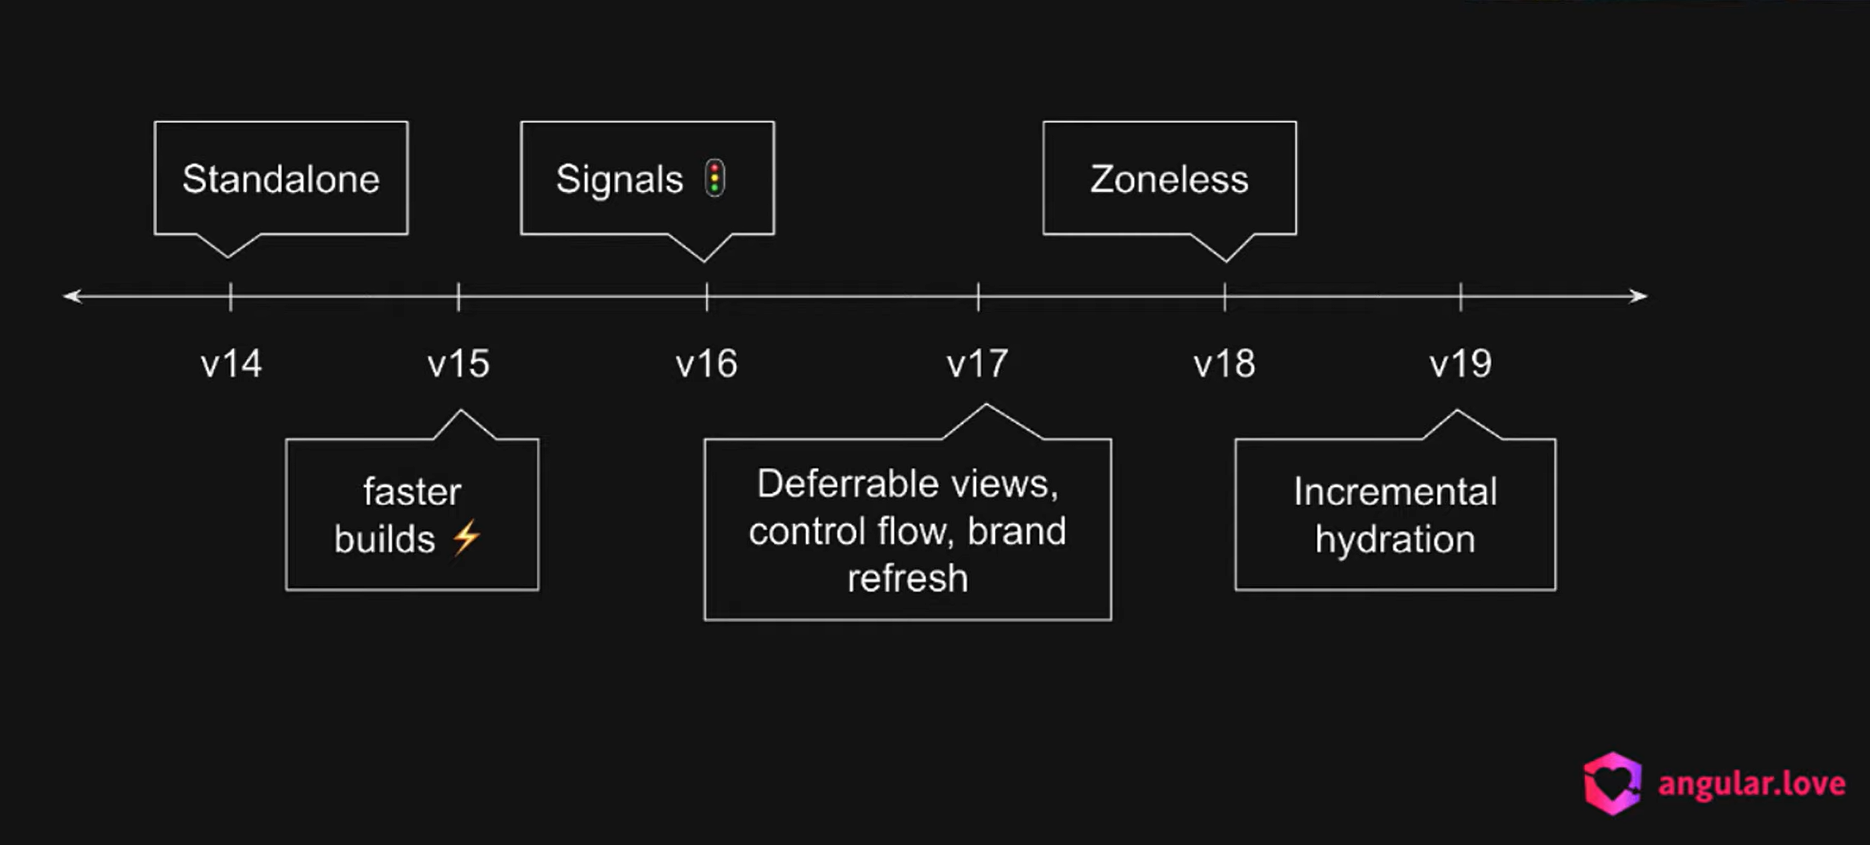 Standalone
Signals 🚦
Zoneless
v14
v15
v16
v17
v18
v19
faster
builds ⚡
Deferrable views,
control flow, brand
refresh
Incremental
hydration
angular.love